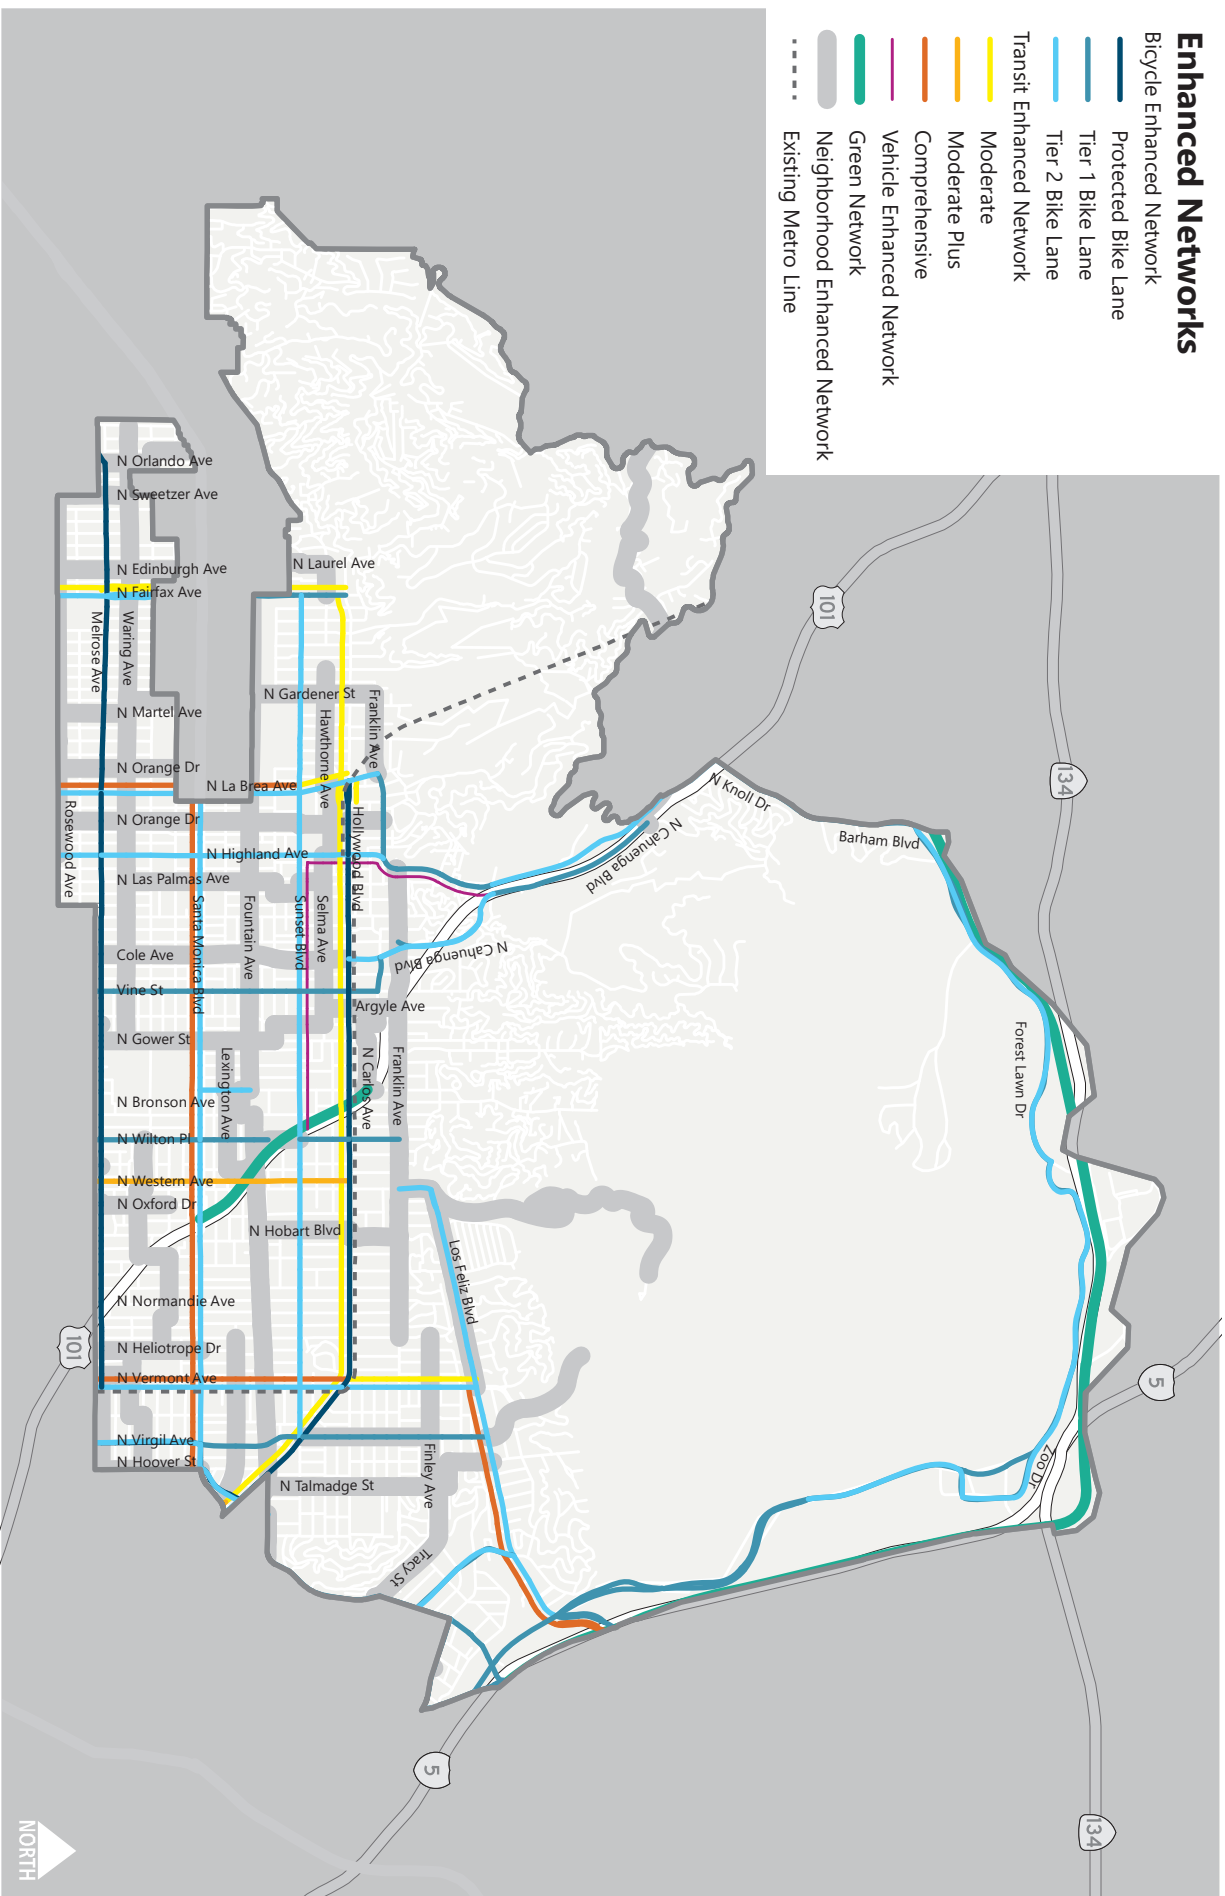 Enhanced Networks
Bicycle Enhanced Network
Protected Bike Lane
Tier 1 Bike Lane
Tier 2 Bike Lane
Transit Enhanced Network
Moderate
Moderate Plus
Comprehensive
Vehicle Enhanced Network
Green Network
Neighborhood Enhanced Network
Existing Metro Line
N Orlando Ave
N Sweetzer Ave
N Edinburgh Ave
N Fairfax Ave
N Laurel Ave
Melrose Ave
Waring Ave
N Martel Ave
N Gardener St
Franklin Ave
Hawthorne Ave
N Orange Dr
N La Brea Ave
Rosewood Ave
N Orange Dr
Hollywood Blvd
N Highland Ave
N Las Palmas Ave
Santa Monica Blvd
Fountain Ave
Sunset Blvd
Selma Ave
Cole Ave
Vine St
N Cahuenga Blvd
N Cahuenga Blvd
N Knoll Dr
Barham Blvd
Forest Lawn Dr
Argyle Ave
N Gower St
Lexington Ave
N Carlos Ave
Franklin Ave
N Bronson Ave
N Wilton Pl
N Western Ave
N Oxford Dr
N Hobart Blvd
Los Feliz Blvd
N Normandie Ave
N Heliotrope Dr
N Vermont Ave
N Virgil Ave
N Hoover St
N Talmadge St
Finley Ave
Tracy St
Zoo Dr
101
134
5
101
5
134
NORTH